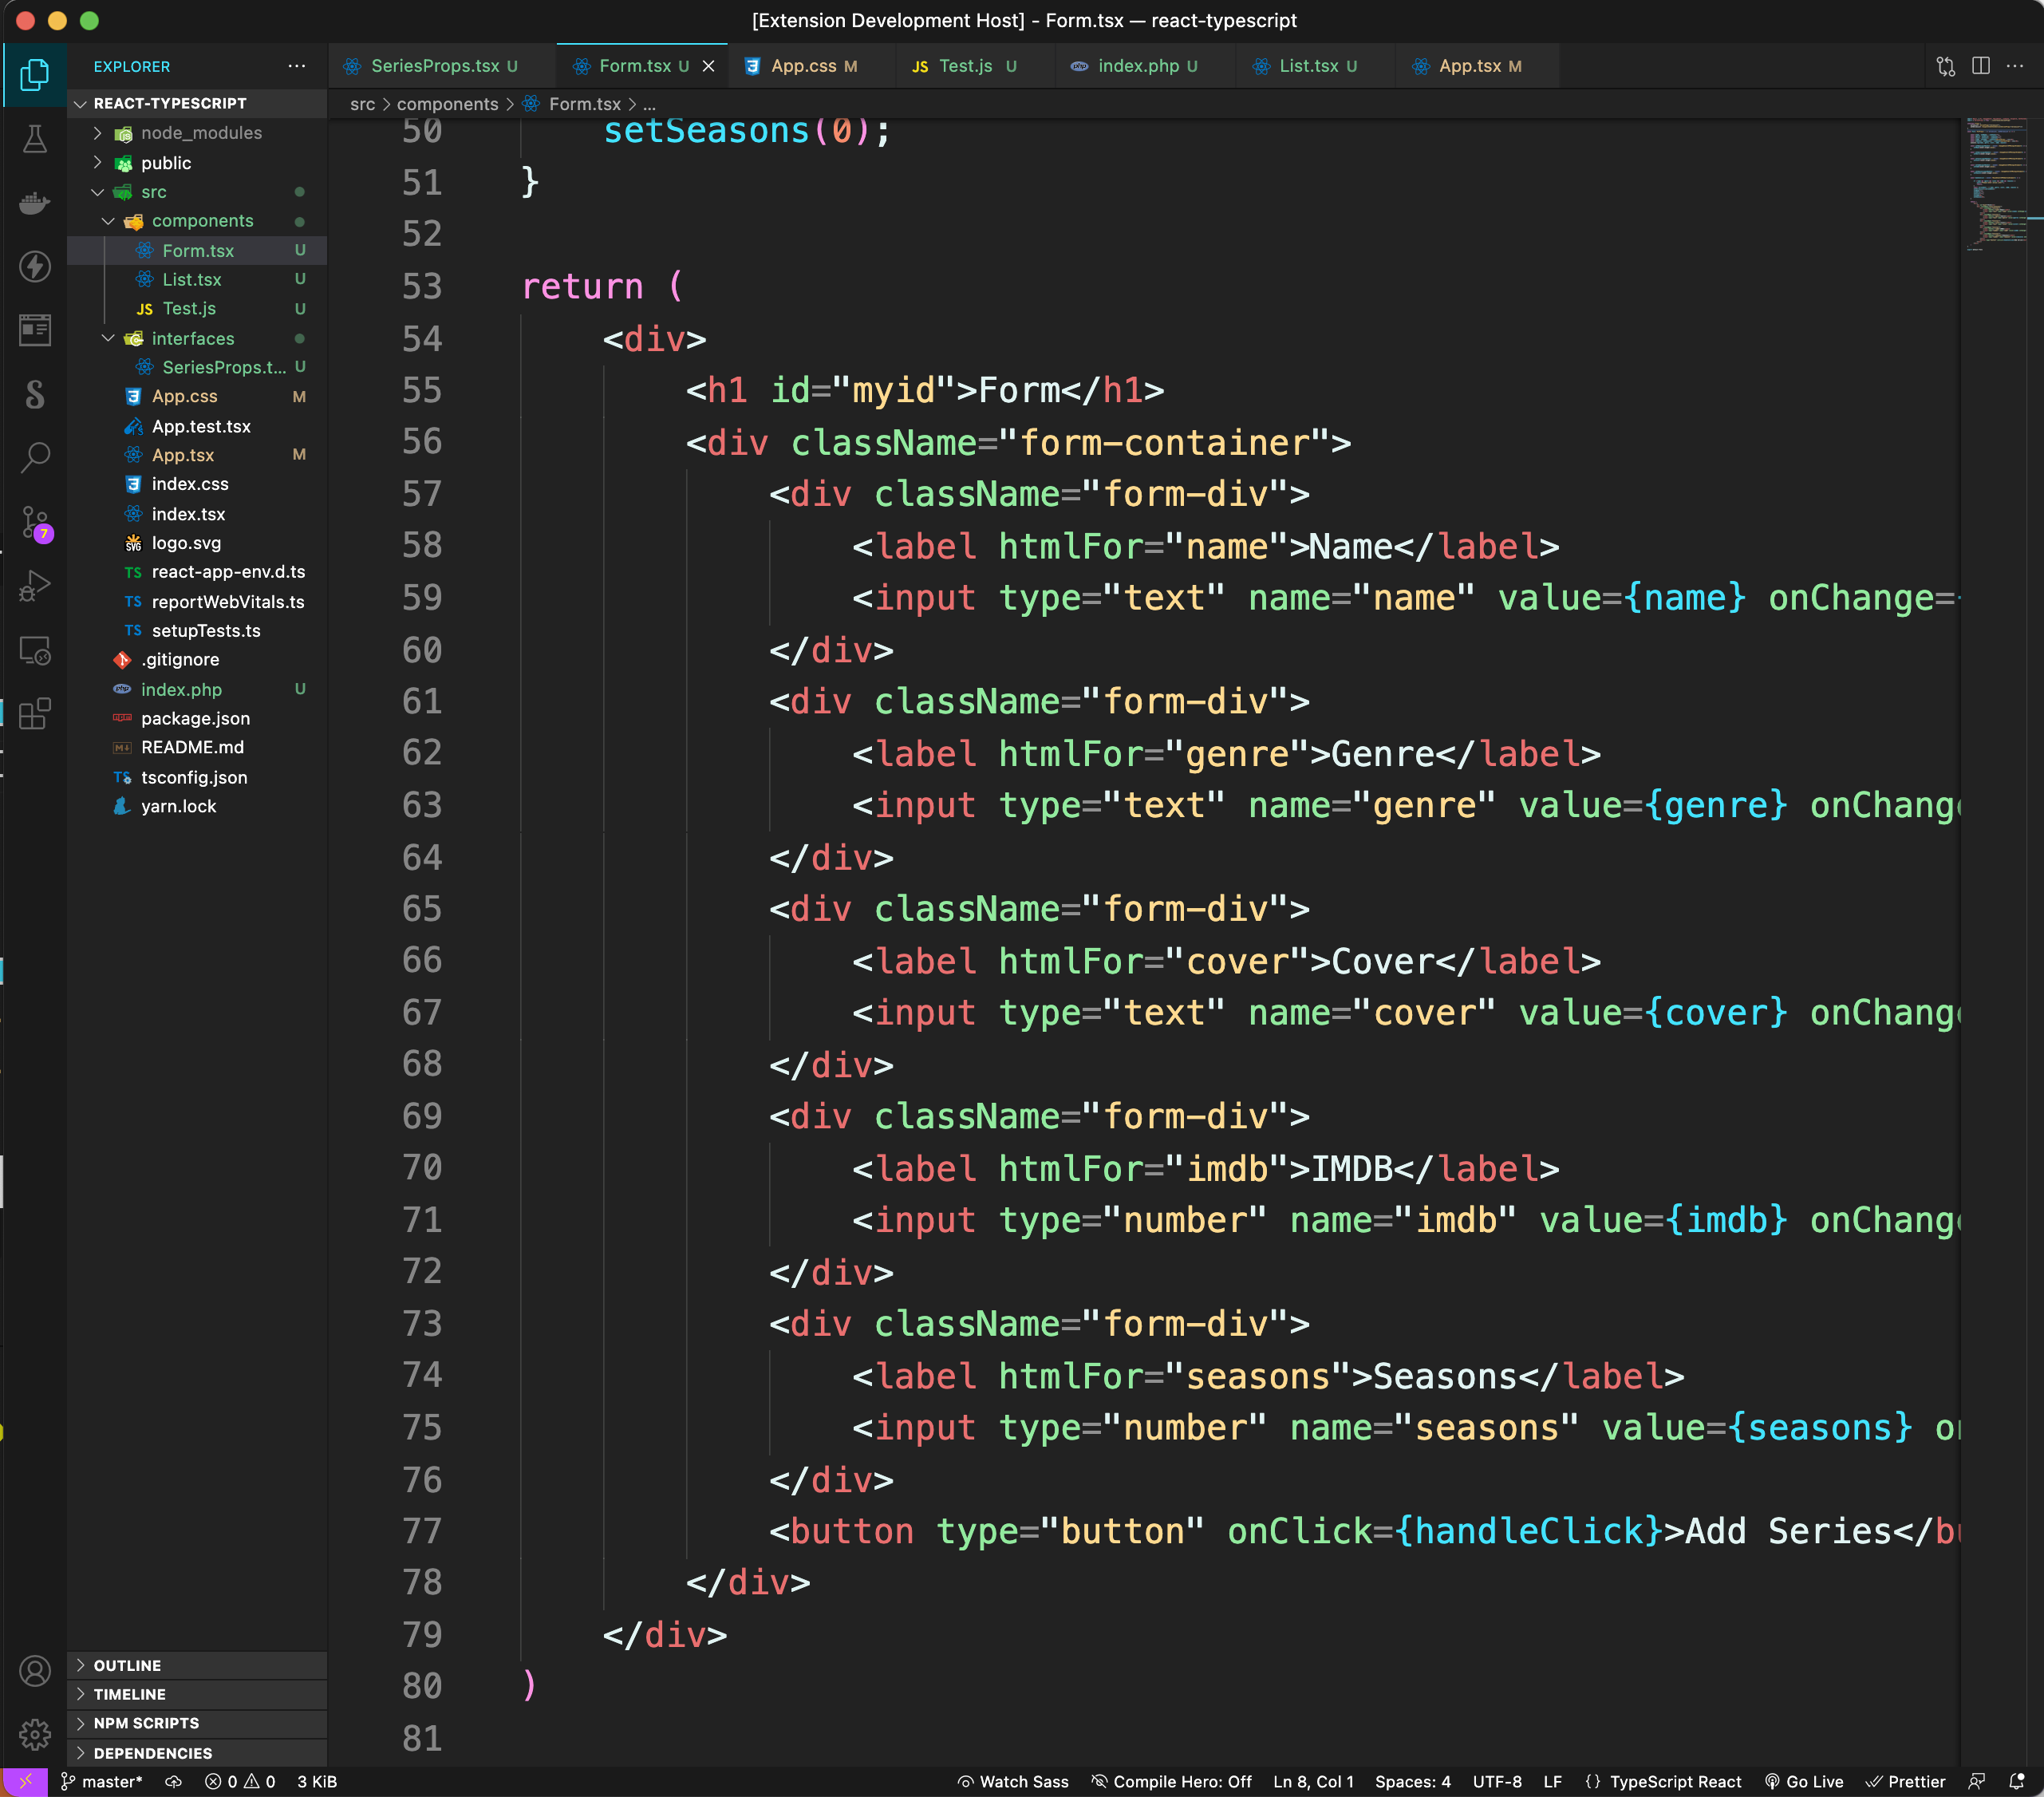 [Extension Development Host] - Form.tsx — react-typescript
EXPLORER
REACT-TYPESCRIPT
node_modules
public
src
components
Form.tsx U
List.tsx U
JS Test.js U
interfaces
SeriesProps.t... U
App.css M
App.test.tsx
App.tsx M
index.css
index.tsx
SVG logo.svg
TS react-app-env.d.ts
TS reportWebVitals.ts
TS setupTests.ts
.gitignore
php index.php U
package.json
M↓ README.md
TS tsconfig.json
yarn.lock
7
OUTLINE
TIMELINE
NPM SCRIPTS
DEPENDENCIES
SeriesProps.tsx U
Form.tsx U
App.css M
JS Test.js U
php index.php U
List.tsx U
App.tsx M
src > components > Form.tsx > ...
50 setSeasons(0);
51 }
52
53 return (
54 <div>
55 <h1 id="myid">Form</h1>
56 <div className="form-container">
57 <div className="form-div">
58 <label htmlFor="name">Name</label>
59 <input type="text" name="name" value={name} onChange=
60 </div>
61 <div className="form-div">
62 <label htmlFor="genre">Genre</label>
63 <input type="text" name="genre" value={genre} onChange
64 </div>
65 <div className="form-div">
66 <label htmlFor="cover">Cover</label>
67 <input type="text" name="cover" value={cover} onChange
68 </div>
69 <div className="form-div">
70 <label htmlFor="imdb">IMDB</label>
71 <input type="number" name="imdb" value={imdb} onChange
72 </div>
73 <div className="form-div">
74 <label htmlFor="seasons">Seasons</label>
75 <input type="number" name="seasons" value={seasons} on
76 </div>
77 <button type="button" onClick={handleClick}>Add Series</bu
78 </div>
79 </div>
80 )
81
master* 0 0 3 KiB
Watch Sass Compile Hero: Off Ln 8, Col 1 Spaces: 4 UTF-8 LF {} TypeScript React Go Live Prettier